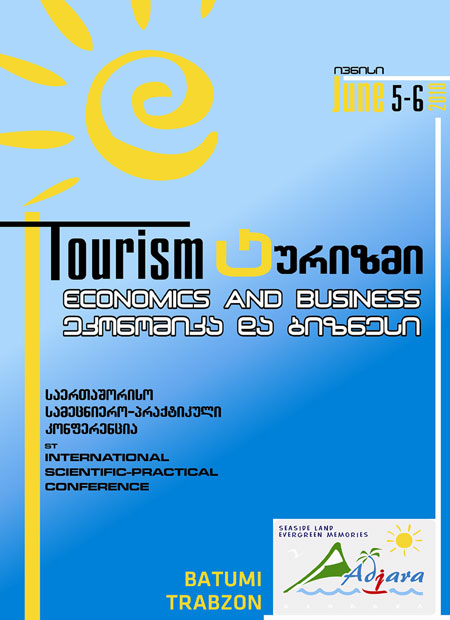 ივნისი
June 5-6 2010
Tourism ტურიზმი
ECONOMICS AND BUSINESS
ეკონომიკა და ბიზნესი
საერთაშორისო
სამეცნიერო-პრაქტიკული
კონფერენცია
ST
INTERNATIONAL
SCIENTIFIC-PRACTICAL
CONFERENCE
SEASIDE LAND
EVERGREEN MEMORIES
Adjara
BATUMI
TRABZON